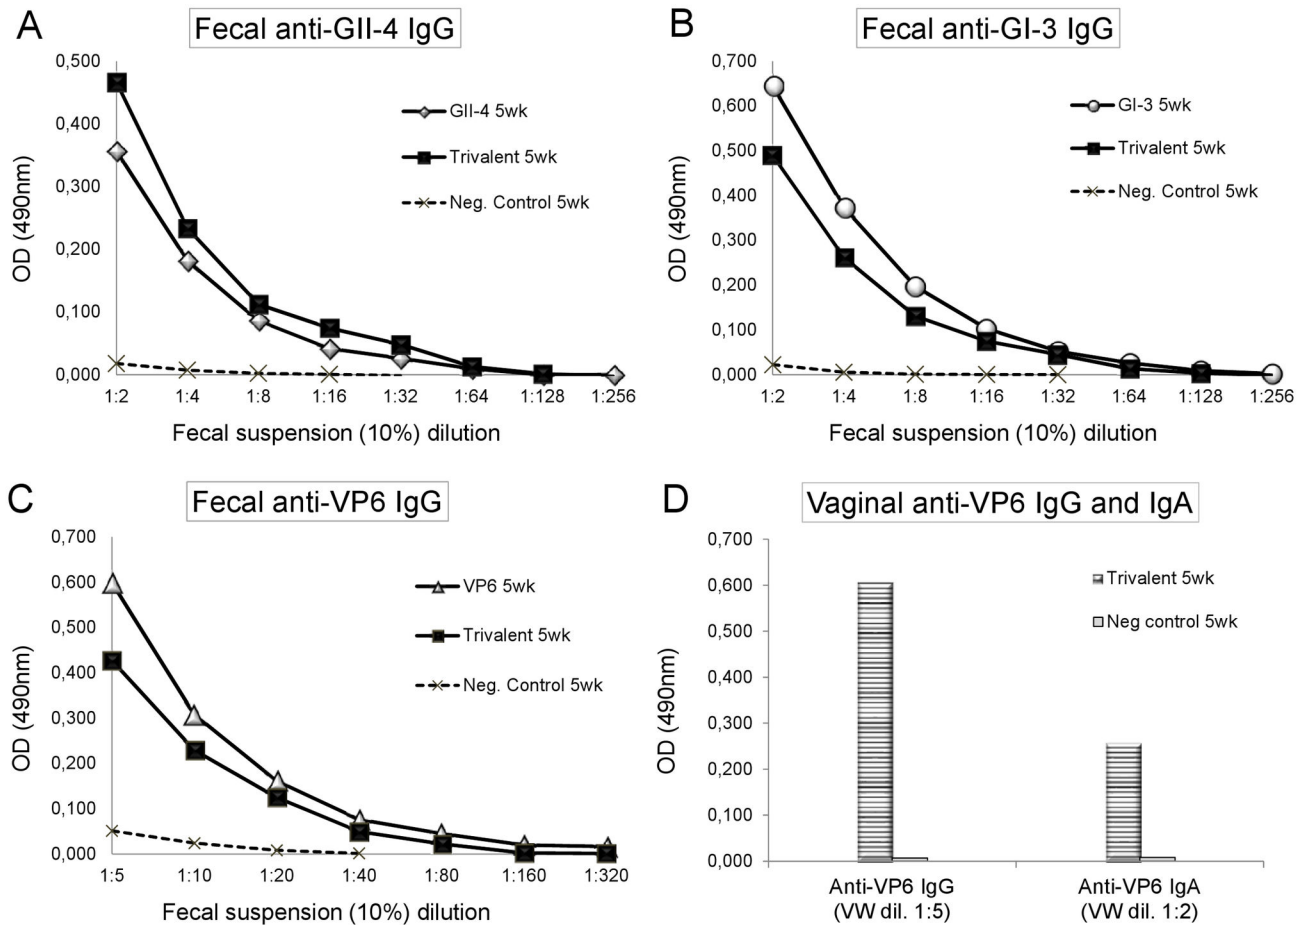 A
Fecal anti-GII-4 IgG
0,500
0,400
0,300
0,200
0,100
0,000
OD (490nm)
GII-4 5wk
Trivalent 5wk
Neg. Control 5wk
1:2 1:4 1:8 1:16 1:32 1:64 1:128 1:256
Fecal suspension (10%) dilution
B
Fecal anti-GI-3 IgG
0,700
0,600
0,500
0,400
0,300
0,200
0,100
0,000
OD (490nm)
GI-3 5wk
Trivalent 5wk
Neg. Control 5wk
1:2 1:4 1:8 1:16 1:32 1:64 1:128 1:256
Fecal suspension (10%) dilution
C
Fecal anti-VP6 IgG
0,700
0,600
0,500
0,400
0,300
0,200
0,100
0,000
OD (490nm)
VP6 5wk
Trivalent 5wk
Neg. Control 5wk
1:5 1:10 1:20 1:40 1:80 1:160 1:320
Fecal suspension (10%) dilution
D
Vaginal anti-VP6 IgG and IgA
0,700
0,600
0,500
0,400
0,300
0,200
0,100
0,000
OD (490nm)
Trivalent 5wk
Neg control 5wk
Anti-VP6 IgG
(VW dil. 1:5)
Anti-VP6 IgA
(VW dil. 1:2)